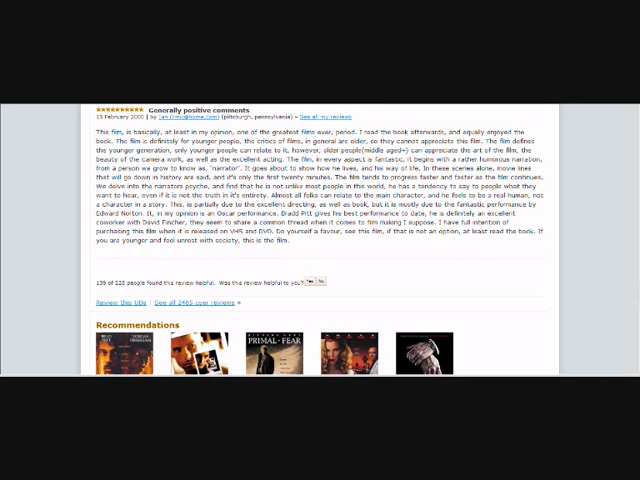 Generally positive comments
15 February 2000 | by (pittsburgh, pennsylvania) – See all my reviews
This film, is basically, at least in my opinion, one of the greatest films ever, period. I read the book afterwards, and equally enjoyed the
book. The film is definitely for younger people, the critics of films, in general are older, so they cannot appreciate this film. The film defines
the younger generation, only younger people can relate to it, however, older people(middle aged+) can appreciate the art of the film, the
beauty of the camera work, as well as the excellent acting. The film, in every aspect is fantastic, it begins with a rather humorous narration,
from a person we grow to know as, "narrator". It goes about to show how he lives, and his way of life. In these scenes alone, movie lines
that will go down in history are said, and it's only the first twenty minutes. The film tends to progress faster and faster as the film continues.
We delve into the narrators psyche, and find that he is not unlike most people in this world, he has a tendency to say to people what they
want to hear, even if it is not the truth in it's entirety. Almost all folks can relate to the main character, and he feels to be a real human, not
a character in a story. This, is partially due to the excellent directing, as well as book, but it is mostly due to the fantastic performance by
Edward Norton. It, in my opinion is an Oscar performance. Bradd Pitt gives his best performance to date, he is definitely an excellent
coworker with David Fincher, they seem to share a common thread when it comes to film making I suppose. I have full intention of
purchasing this film when it is released on VHS and DVD. Do yourself a favour, see this film, if that is not an option, at least read the book. If
you are younger and feel unrest with society, this is the film.
139 of 220 people found this review helpful. Was this review helpful to you? Yes No
Review this title | See all 2465 user reviews »
Recommendations
MORGAN FREEMAN
PRIMAL FEAR